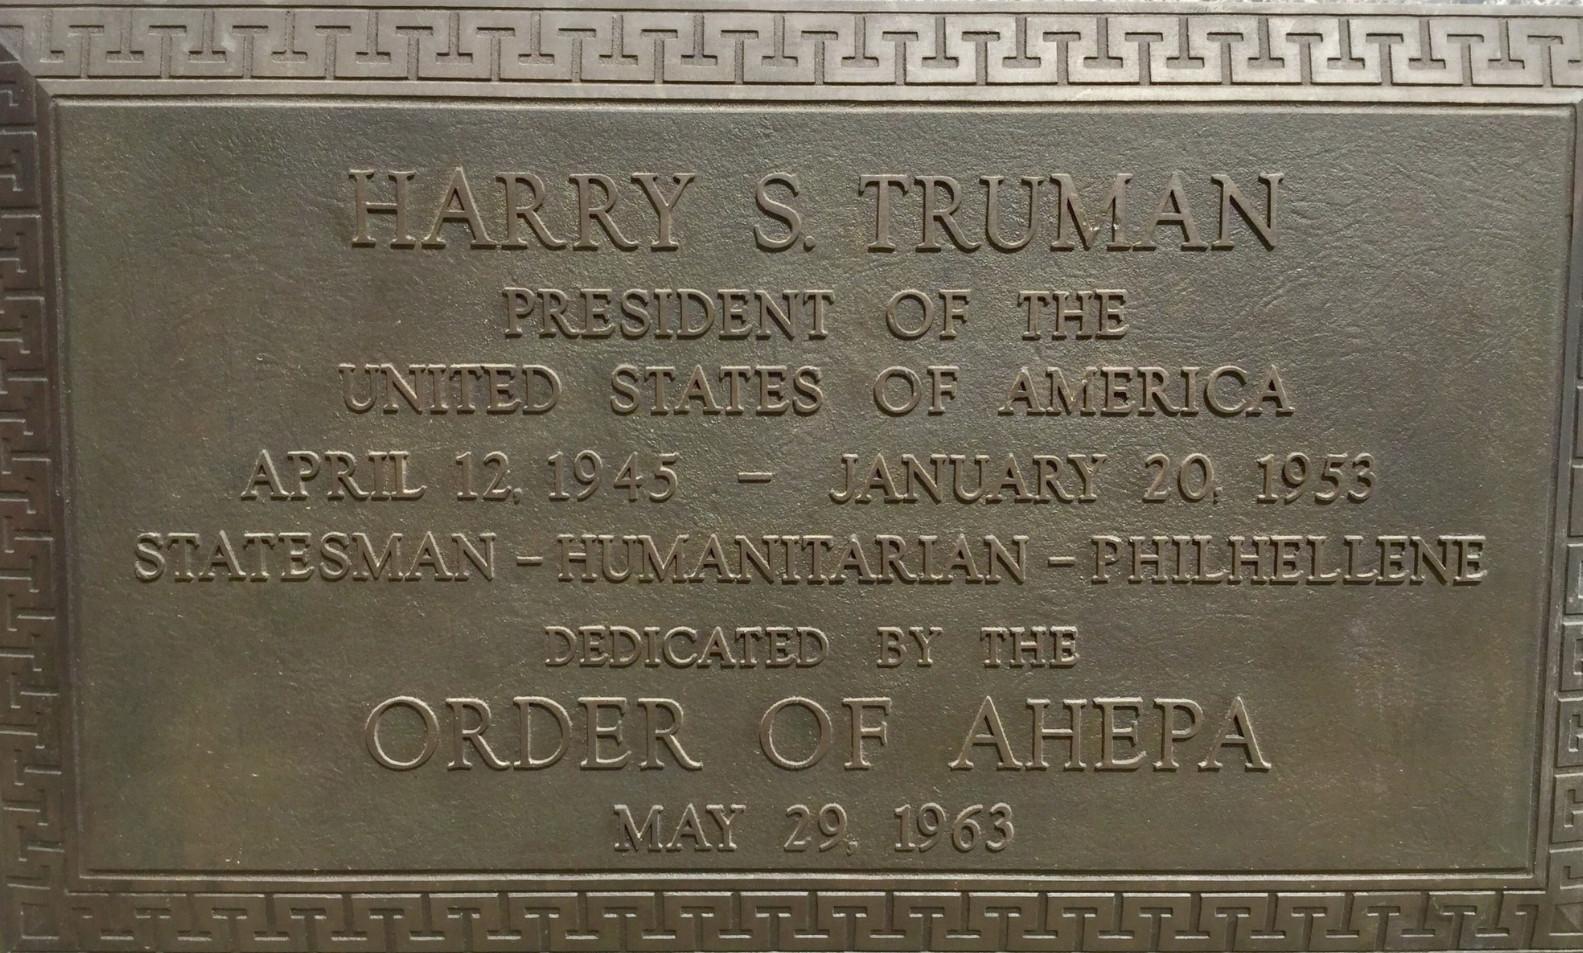 HARRY S. TRUMAN
PRESIDENT OF THE
UNITED STATES OF AMERICA
APRIL 12, 1945 - JANUARY 20, 1953
STATESMAN - HUMANITARIAN - PHILHELLENE
DEDICATED BY THE
ORDER OF AHEPA
MAY 29, 1963